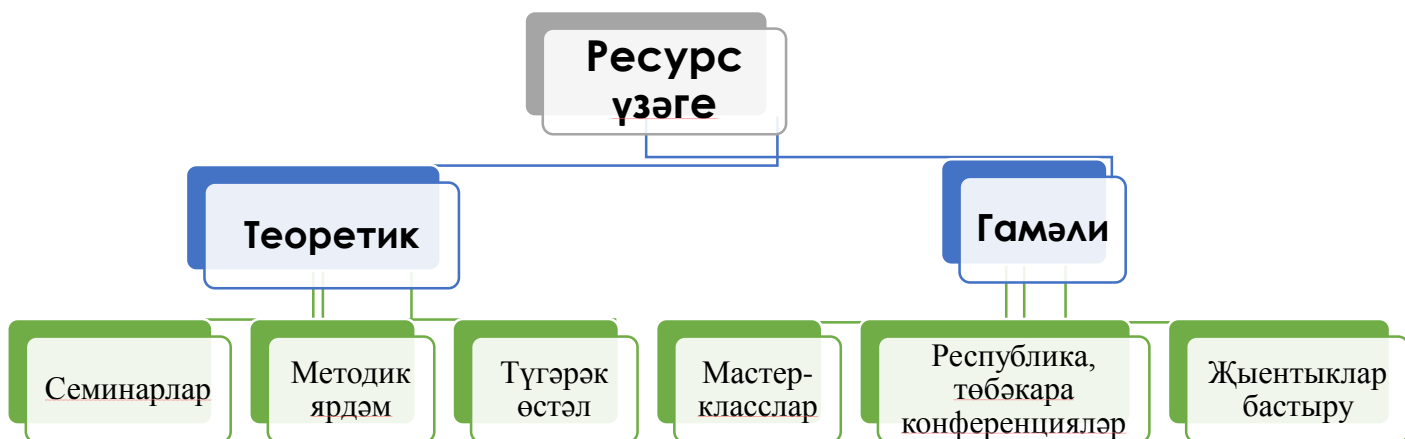 Ресурс
үзәге
Теоретик
Гамәли
Семинарлар
Методик
ярдәм
Түгәрәк
өстәл
Мастер-
класслар
Республика,
төбәкара
конференцияләр
Җыентыклар
бастыру